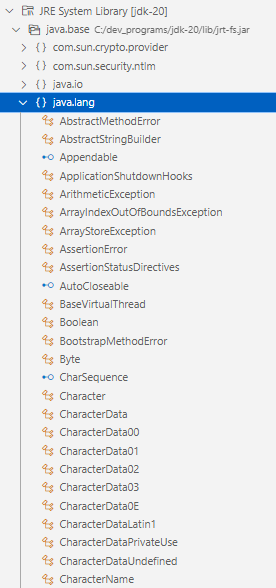 JRE System Library [jdk-20]
java.base C:/dev_programs/jdk-20/lib/jrt-fs.jar
{} com.sun.crypto.provider
{} com.sun.security.ntlm
{} java.io
{} java.lang
AbstractMethodError
AbstractStringBuilder
Appendable
ApplicationShutdownHooks
ArithmeticException
ArrayIndexOutOfBoundsException
ArrayStoreException
AssertionError
AssertionStatusDirectives
AutoCloseable
BaseVirtualThread
Boolean
BootstrapMethodError
Byte
CharSequence
Character
CharacterData
CharacterData00
CharacterData01
CharacterData02
CharacterData03
CharacterData0E
CharacterDataLatin1
CharacterDataPrivateUse
CharacterDataUndefined
CharacterName